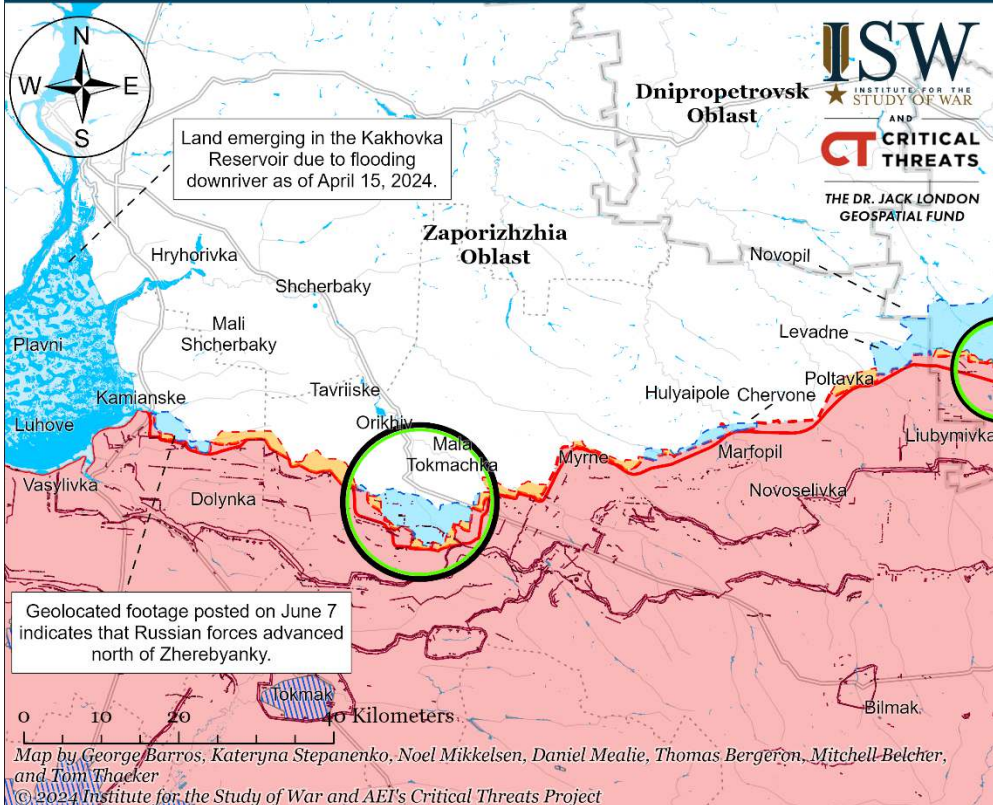 N
W E
S
ISW
INSTITUTE FOR THE
STUDY OF WAR
AND
CT CRITICAL
THREATS
THE DR. JACK LONDON
GEOSPATIAL FUND
Dnipropetrovsk
Oblast
Land emerging in the Kakhovka
Reservoir due to flooding
downriver as of April 15, 2024.
Zaporizhzhia
Oblast
Hryhorivka
Novopil
Shcherbaky
Mali
Shcherbaky
Levadne
Plavni
Tavriiske
Poltavka
Kamianske
Hulyaipole
Chervone
Orikhiv
Luhove
Mala
Tokmachka
Liubymivka
Myrne
Marfopil
Vasylivka
Dolynka
Novoselivka
Geolocated footage posted on June 7
indicates that Russian forces advanced
north of Zherebyanky.
Tokmak
Bilmak
0 10 20 40 Kilometers
Map by George Barros, Kateryna Stepanenko, Noel Mikkelsen, Daniel Mealie, Thomas Bergeron, Mitchell Belcher,
and Tom Thacker
© 2024 Institute for the Study of War and AEI's Critical Threats Project